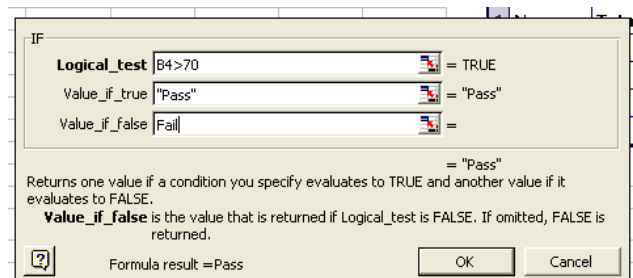 IF
Logical_test B4>70 = TRUE
Value_if_true "Pass" = "Pass"
Value_if_false Fail =
= "Pass"
Returns one value if a condition you specify evaluates to TRUE and another value if it
evaluates to FALSE.
Value_if_false is the value that is returned if Logical_test is FALSE. If omitted, FALSE is
returned.
? Formula result =Pass OK Cancel